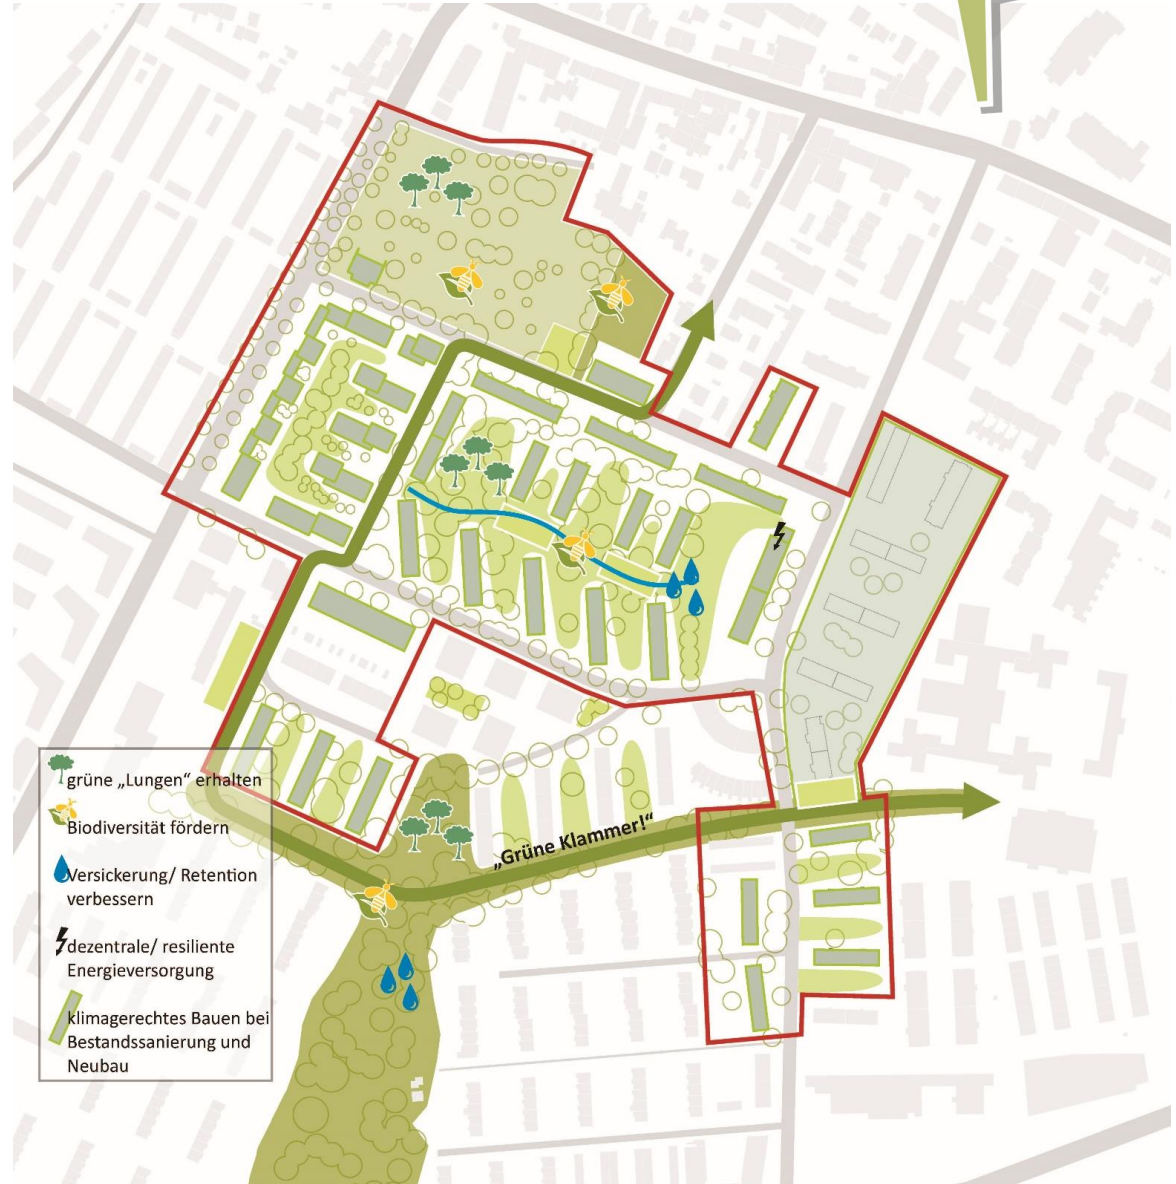 „Grüne Klammer!“
grüne „Lungen“ erhalten
Biodiversität fördern
Versickerung/ Retention
verbessern
dezentrale/ resiliente
Energieversorgung
klimagerechtes Bauen bei
Bestandssanierung und
Neubau